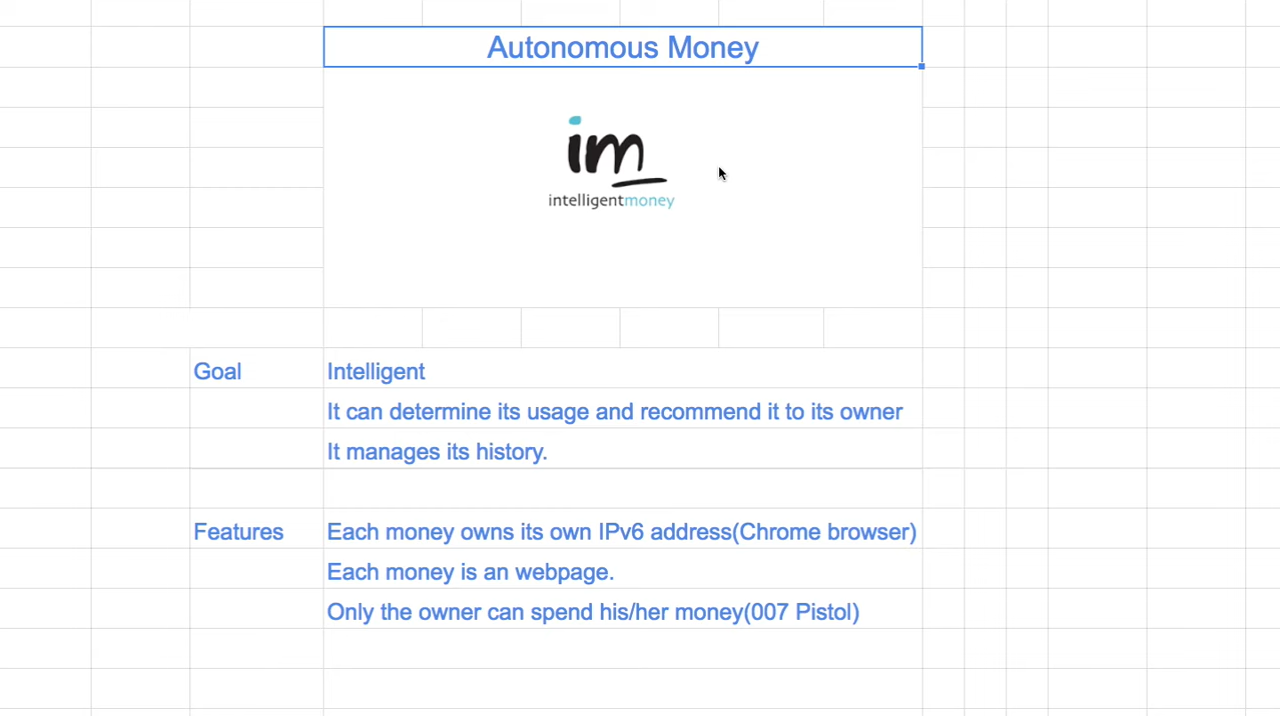 Autonomous Money
im
intelligentmoney
Goal Intelligent
It can determine its usage and recommend it to its owner
It manages its history.
Features Each money owns its own IPv6 address(Chrome browser)
Each money is an webpage.
Only the owner can spend his/her money(007 Pistol)